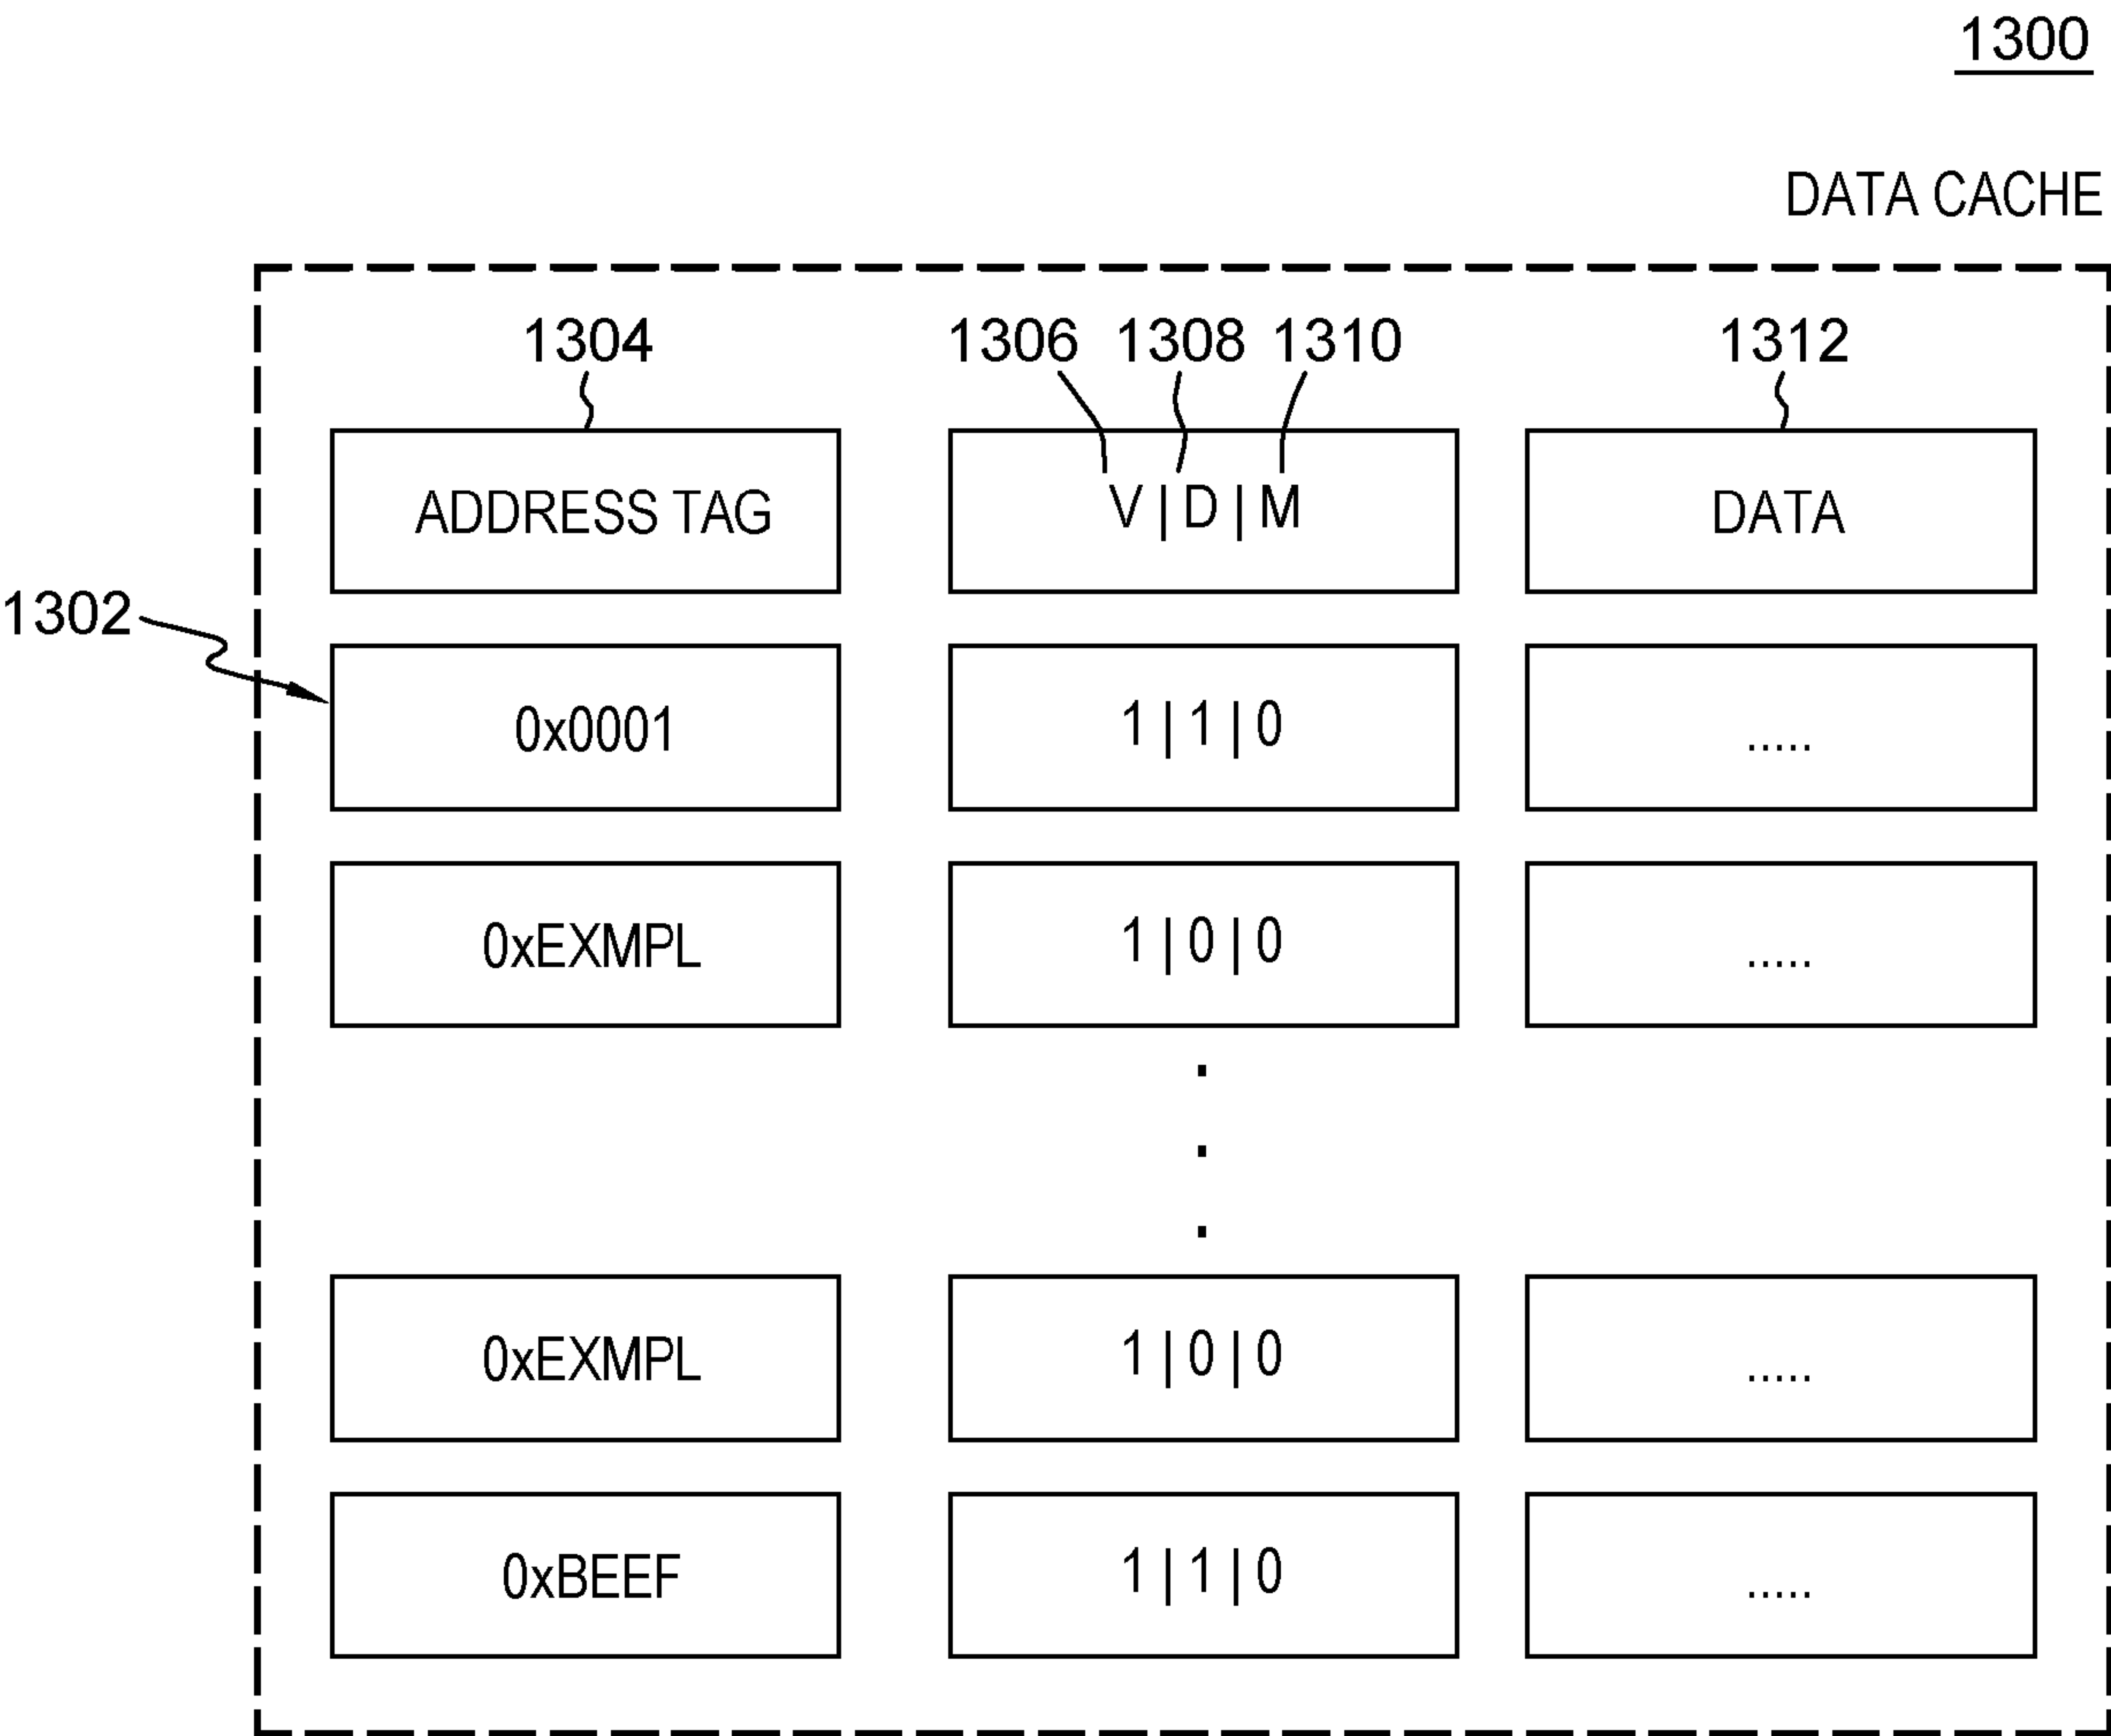 1300
DATA CACHE
1304 1306 1308 1310 1312
ADDRESS TAG V|D|M DATA
1302
0x0001 1|1|0 .....
0xEXMPL 1|0|0 .....
.
.
.
0xEXMPL 1|0|0 .....
0xBEEF 1|1|0 .....